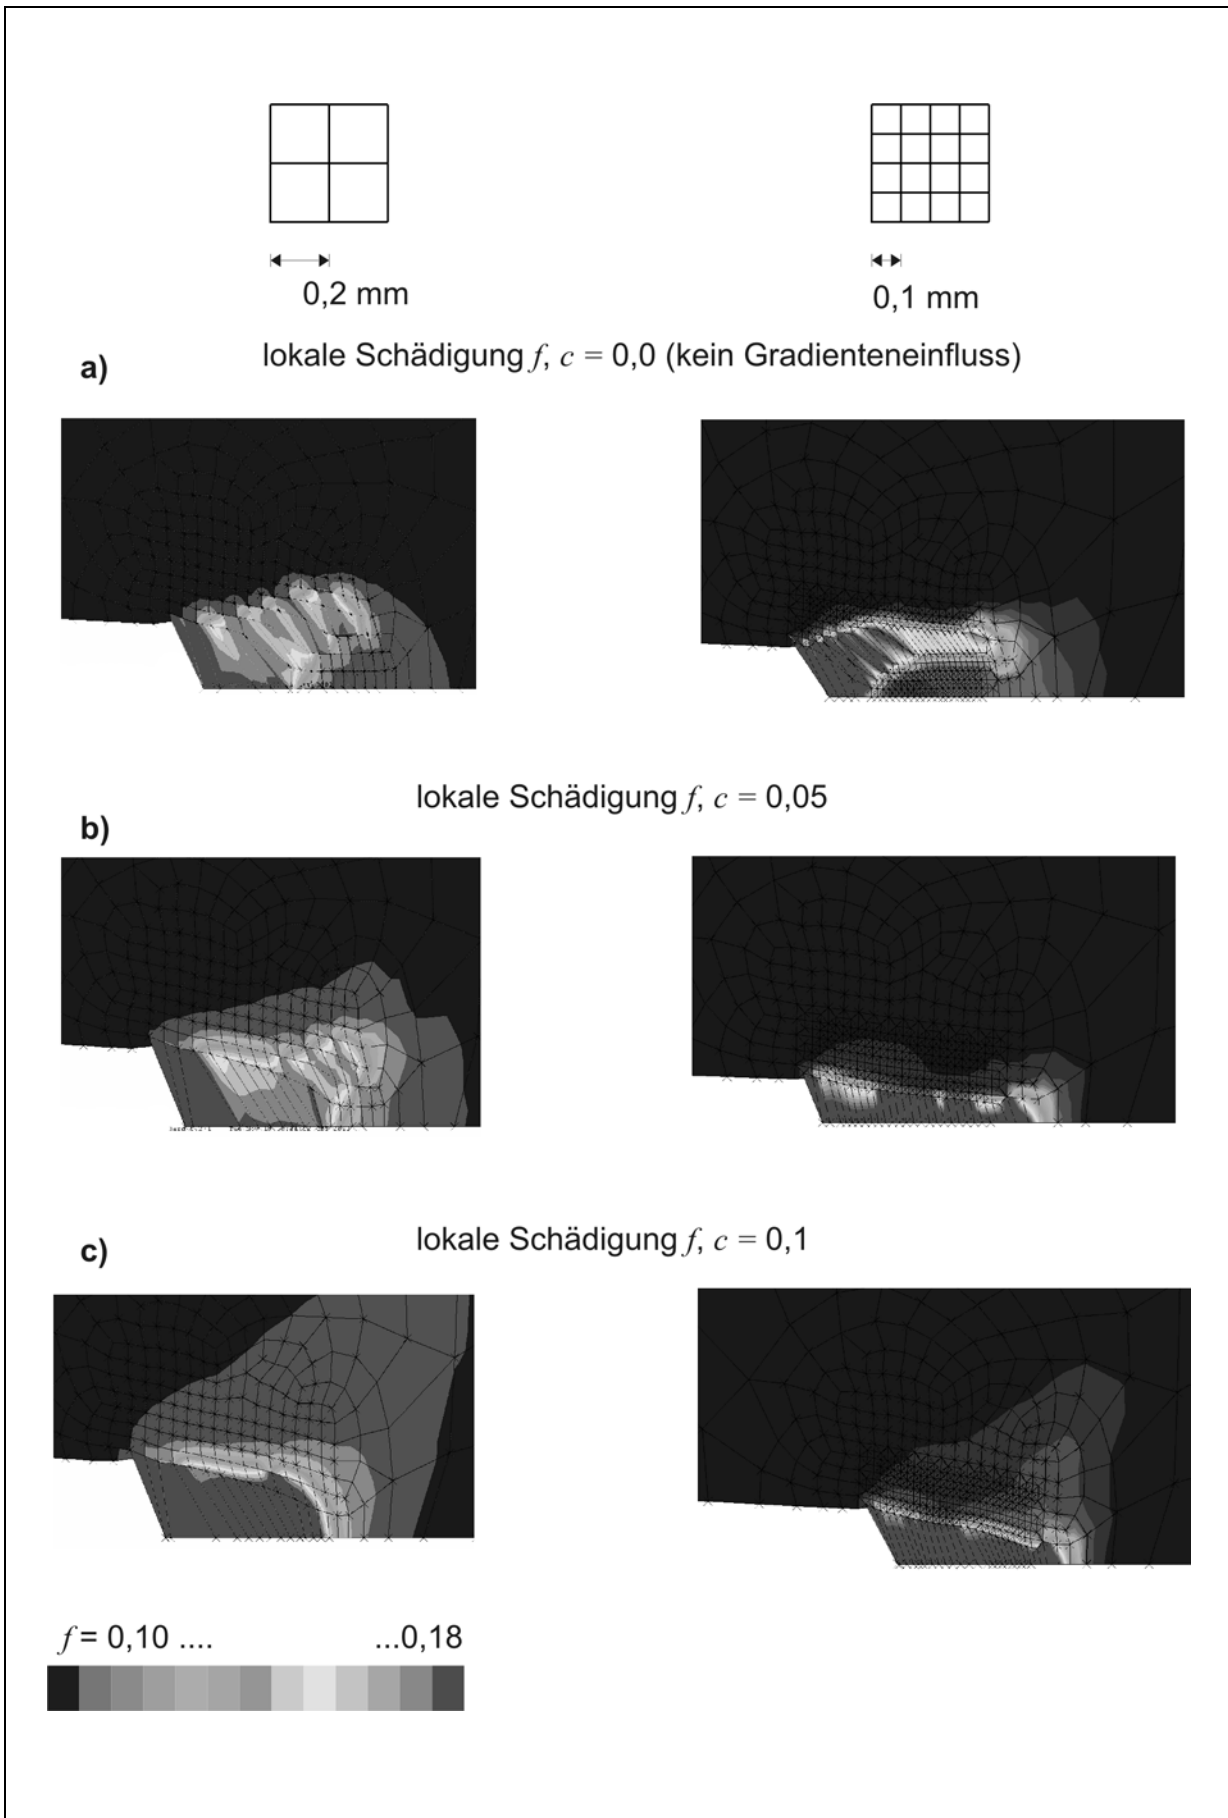 0,2 mm
0,1 mm
a)
lokale Schädigung f, c = 0,0 (kein Gradienteneinfluss)
b)
lokale Schädigung f, c = 0,05
c)
lokale Schädigung f, c = 0,1
f = 0,10 .... ...0,18